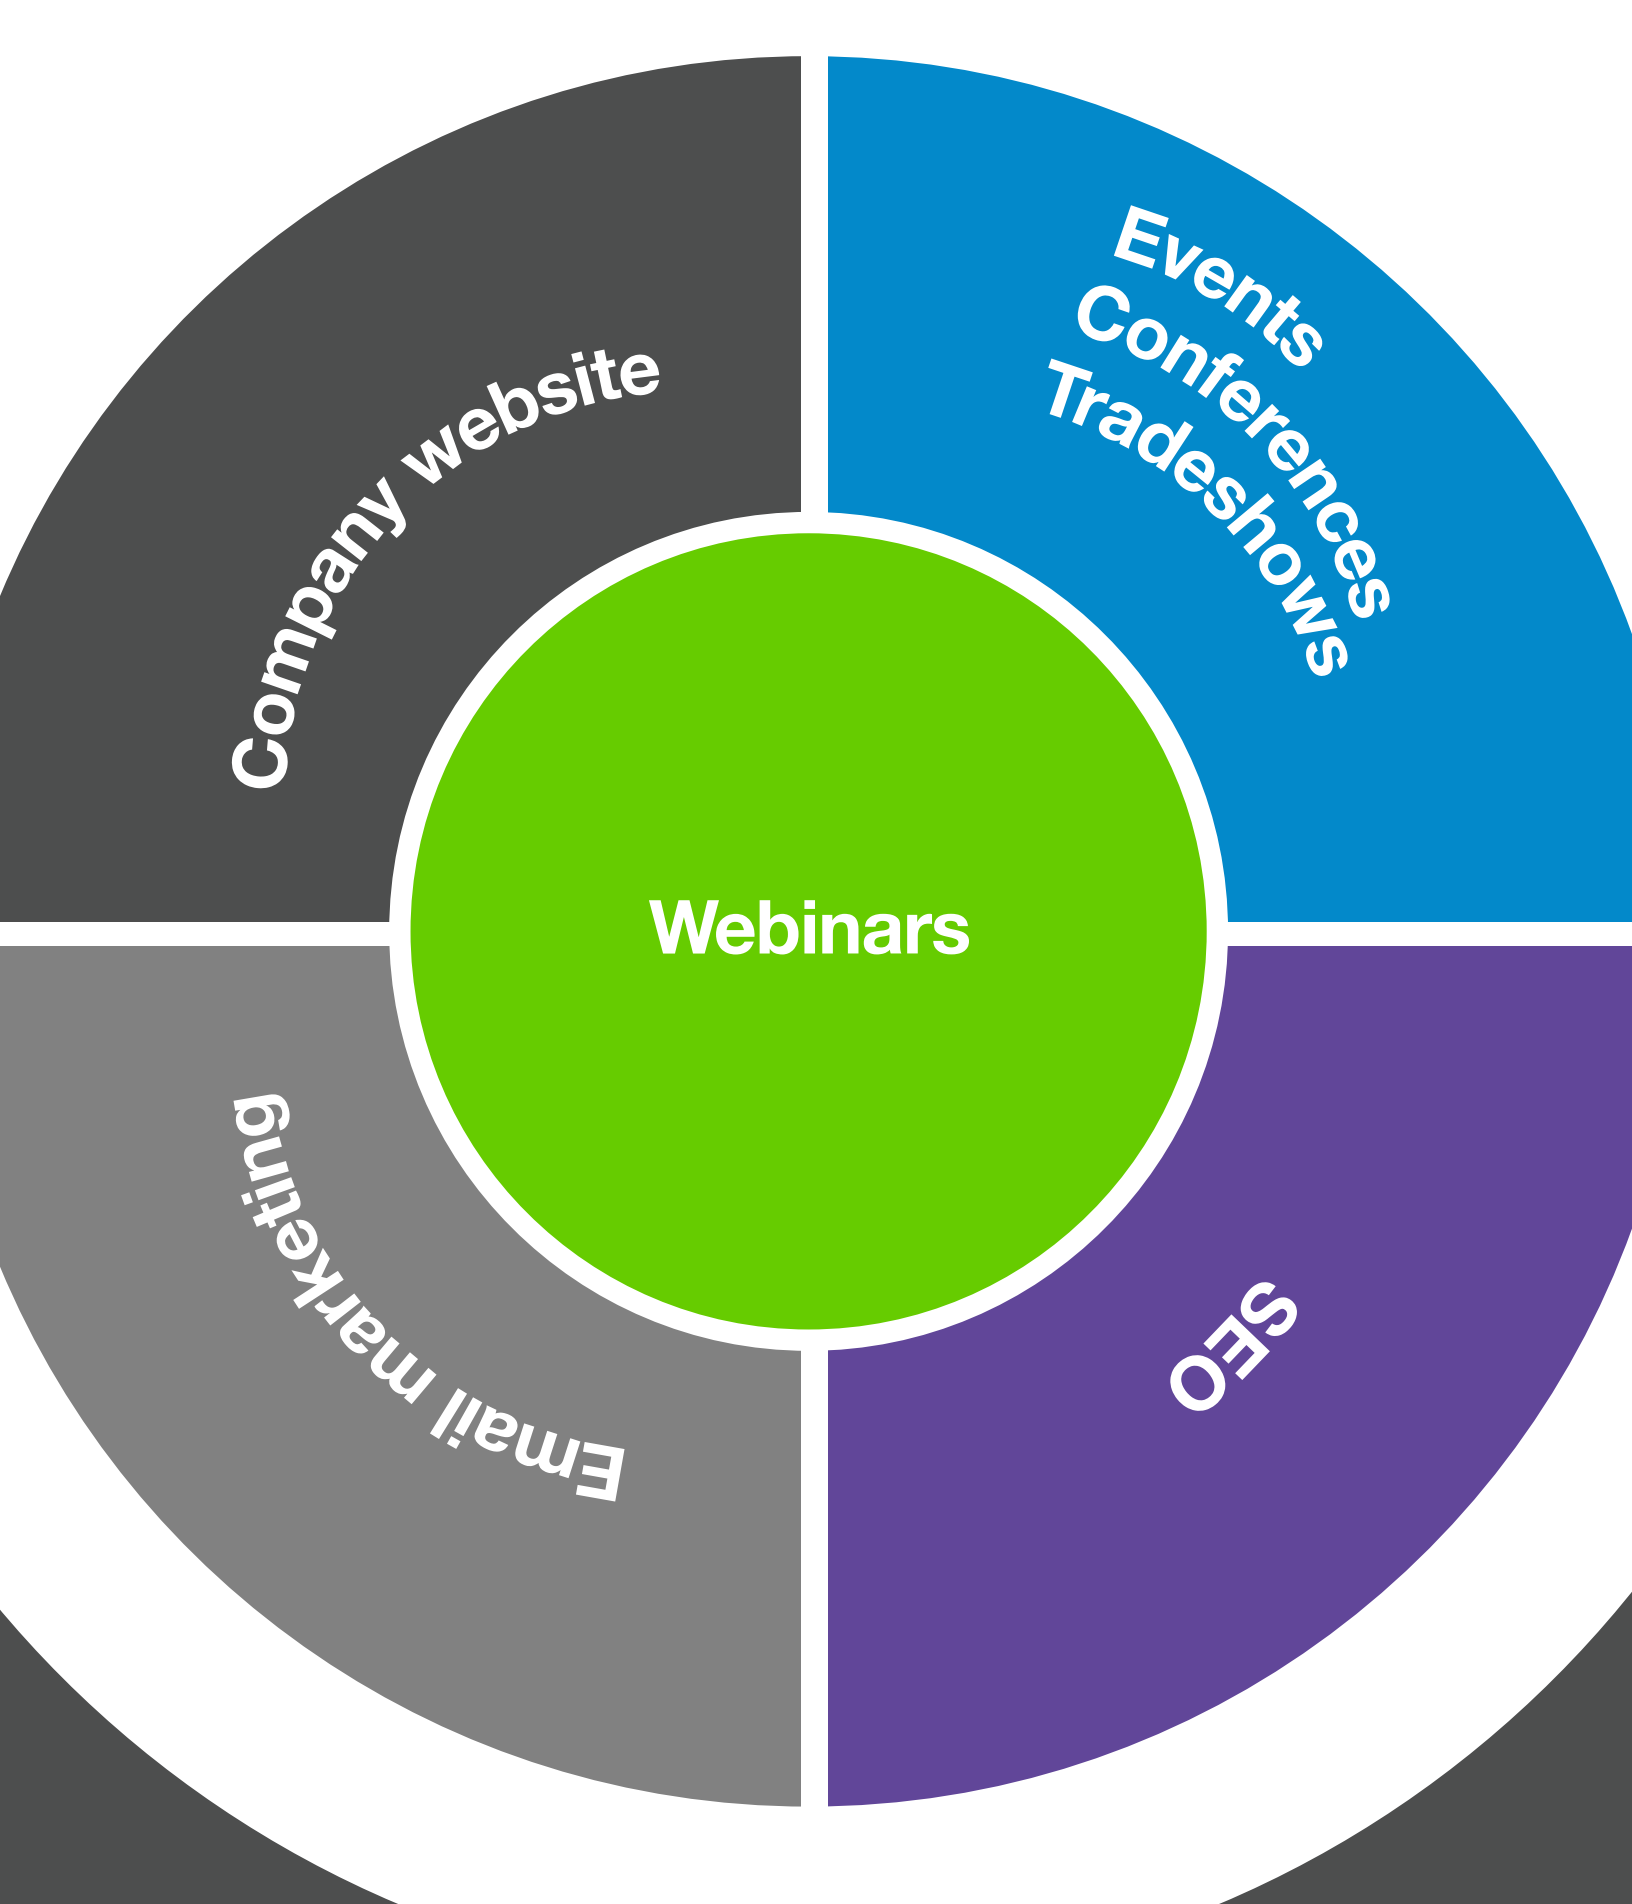 Company website
Events
Conferences
Tradeshows
Webinars
Email marketing
SEO